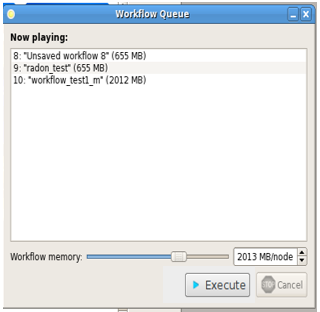 Workflow Queue
Now playing:
8: "Unsaved workflow 8" (655 MB)
9: "radon_test" (655 MB)
10: "workflow_test1_m" (2012 MB)
Workflow memory: 2013 MB/node
Execute STOP Cancel